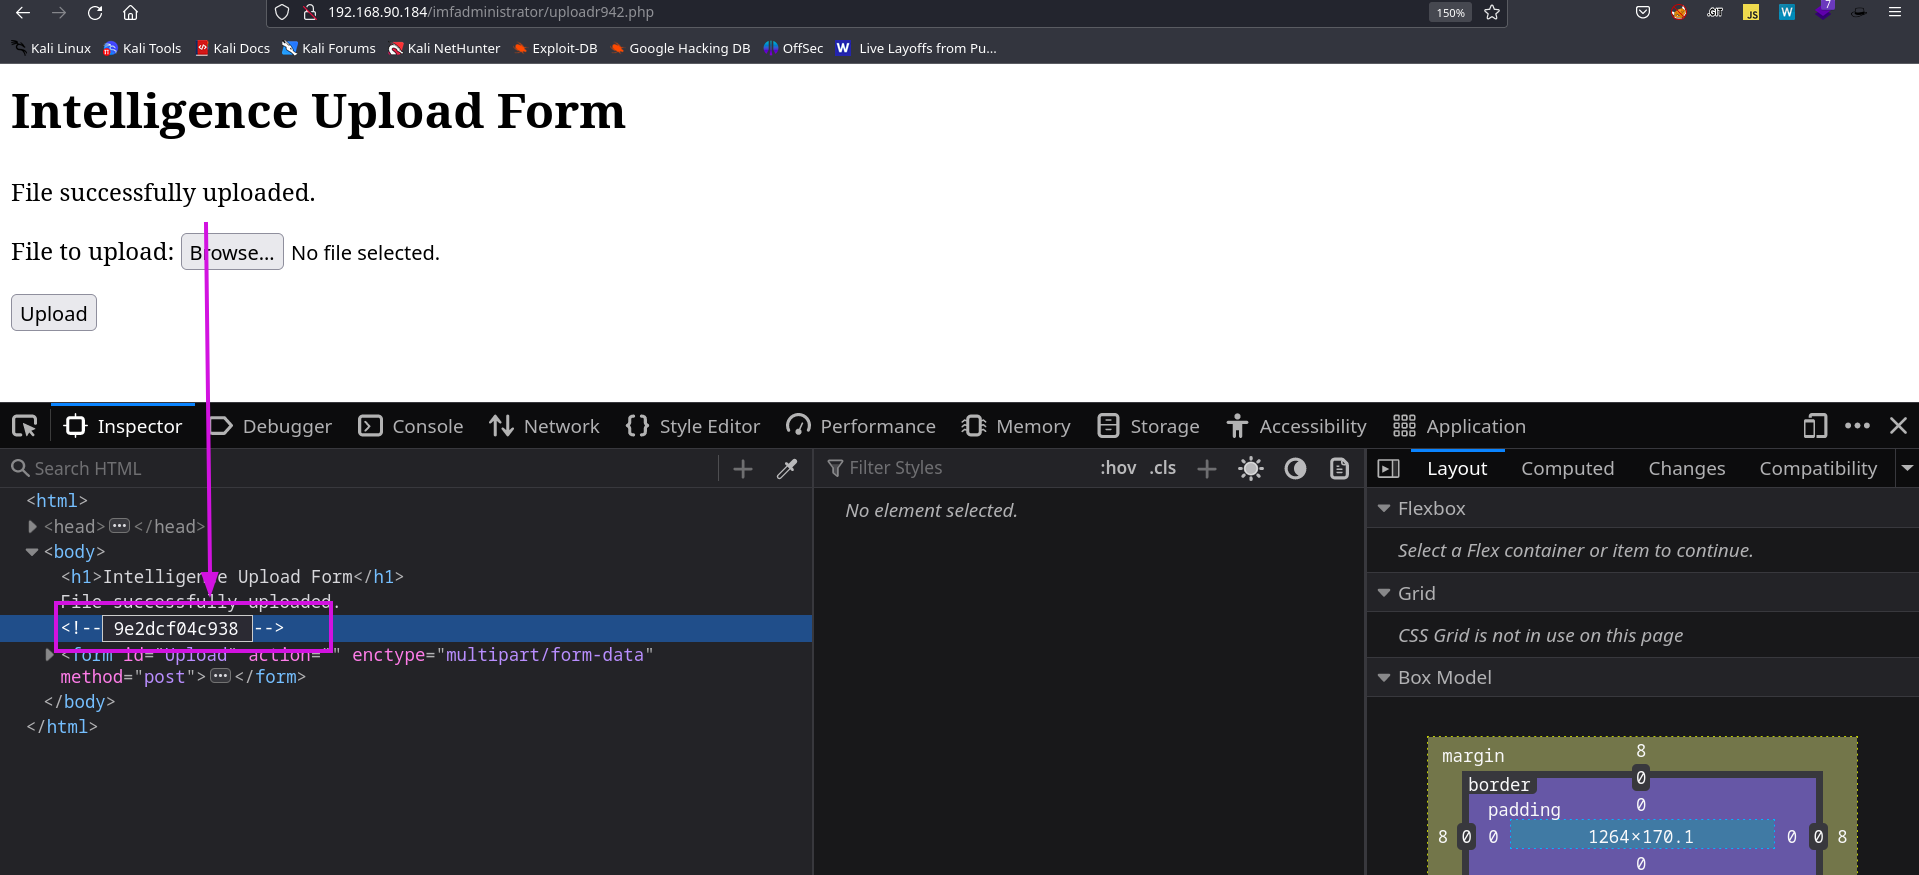 192.168.90.184/imfadministrator/uploadr942.php
150%
.GIT
JS
W
7
Kali Linux
Kali Tools
Kali Docs
Kali Forums
Kali NetHunter
Exploit-DB
Google Hacking DB
OffSec
W Live Layoffs from Pu...
Intelligence Upload Form
File successfully uploaded.
File to upload: Browse... No file selected.
Upload
Inspector
Debugger
Console
Network
Style Editor
Performance
Memory
Storage
Accessibility
Application
Search HTML
<html>
<head> ... </head>
<body>
<h1>Intelligence Upload Form</h1>
File successfully uploaded.
<!-- 9e2dcf04c938 -->
<form id="Upload" action="" enctype="multipart/form-data"
method="post"> ... </form>
</body>
</html>
Filter Styles
:hov .cls
No element selected.
Layout
Computed
Changes
Compatibility
Flexbox
Select a Flex container or item to continue.
Grid
CSS Grid is not in use on this page
Box Model
margin 8
border 0
padding 0
8 0 0 1264×170.1 0 0 8
0